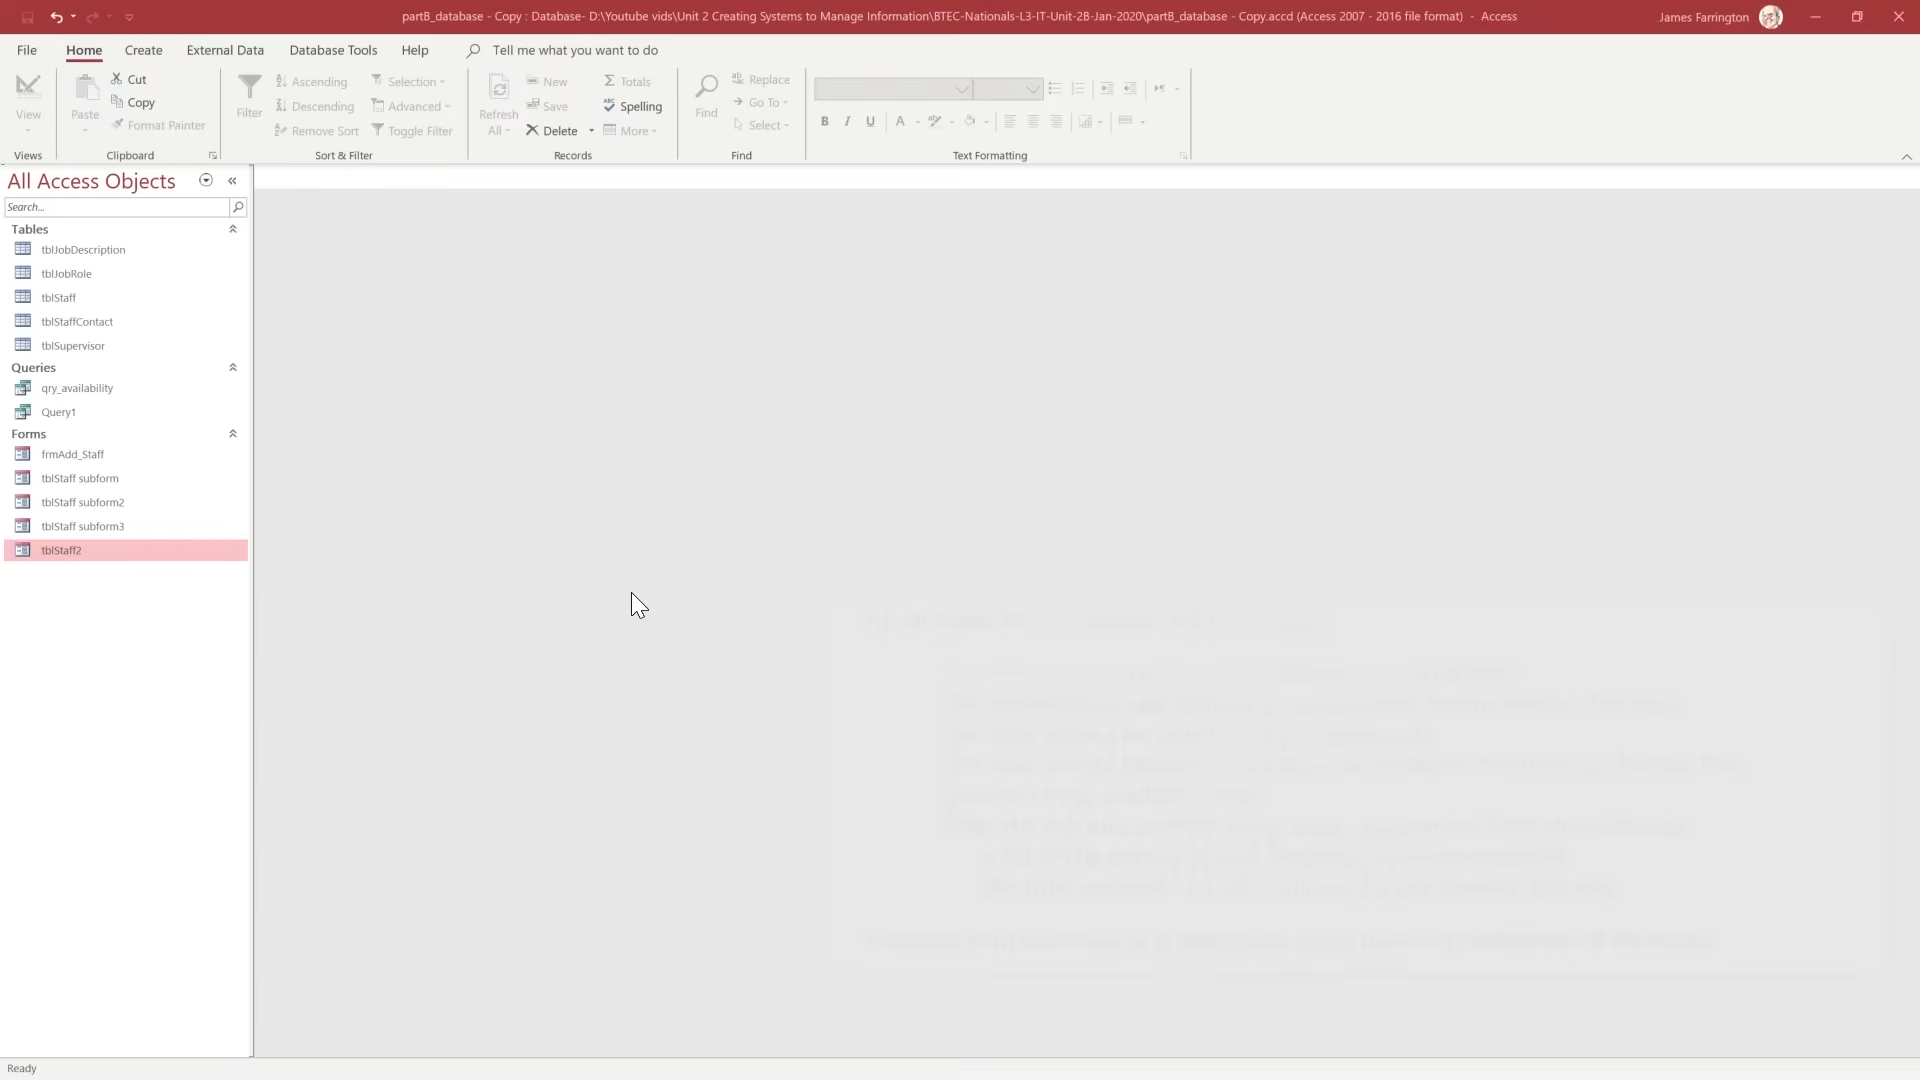 partB_database - Copy : Database- D:\Youtube vids\Unit 2 Creating Systems to Manage Information\BTEC-Nationals-L3-IT-Unit-2B-Jan-2020\partB_database - Copy.accd (Access 2007 - 2016 file format) - Access
James Farrington
File Home Create External Data Database Tools Help Tell me what you want to do
View
Views
Paste
Cut
Copy
Format Painter
Clipboard
Filter
Ascending
Descending
Remove Sort
Selection
Advanced
Toggle Filter
Sort & Filter
Refresh
All
New
Save
Delete
Totals
Spelling
More
Records
Find
Replace
Go To
Select
Find
B I U A
Text Formatting
All Access Objects
Search...
Tables
tblJobDescription
tblJobRole
tblStaff
tblStaffContact
tblSupervisor
Queries
qry_availability
Query1
Forms
frmAdd_Staff
tblStaff subform
tblStaff subform2
tblStaff subform3
tblStaff2
Ready